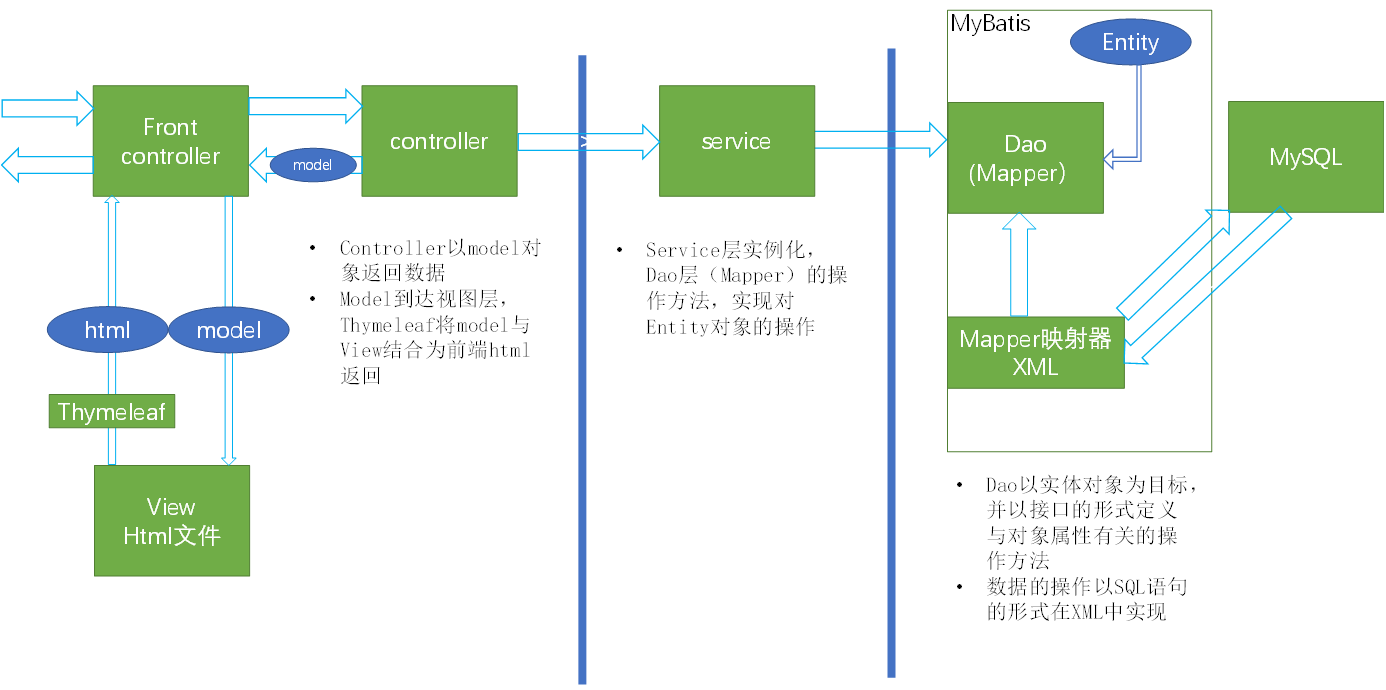 MyBatis
Entity
Front
controller
controller
model
service
Dao
(Mapper）
MySQL
• Controller以model对
象返回数据
• Model到达视图层，
Thymeleaf将model与
View结合为前端html
返回
• Service层实例化，
Dao层（Mapper）的操
作方法，实现对
Entity对象的操作
html
model
Mapper映射器
XML
Thymeleaf
View
Html文件
• Dao以实体对象为目标，
并以接口的形式定义
与对象属性有关的操
作方法
• 数据的操作以SQL语句
的形式在XML中实现